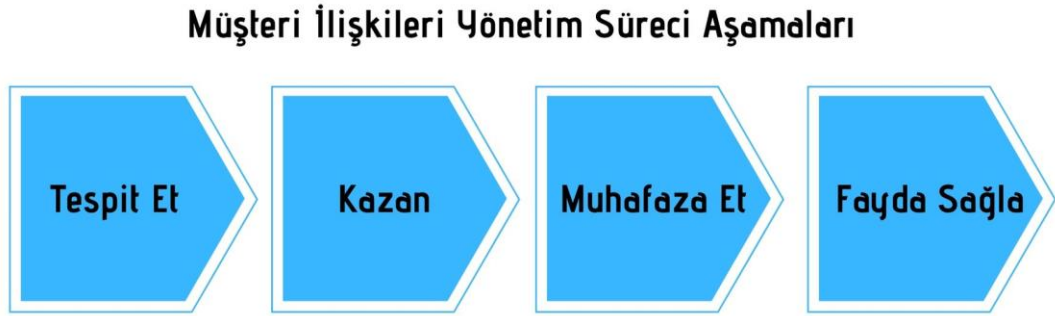 Müşteri İlişkileri Yönetim Süreci Aşamaları
Tespit Et
Kazan
Muhafaza Et
Fayda Sağla